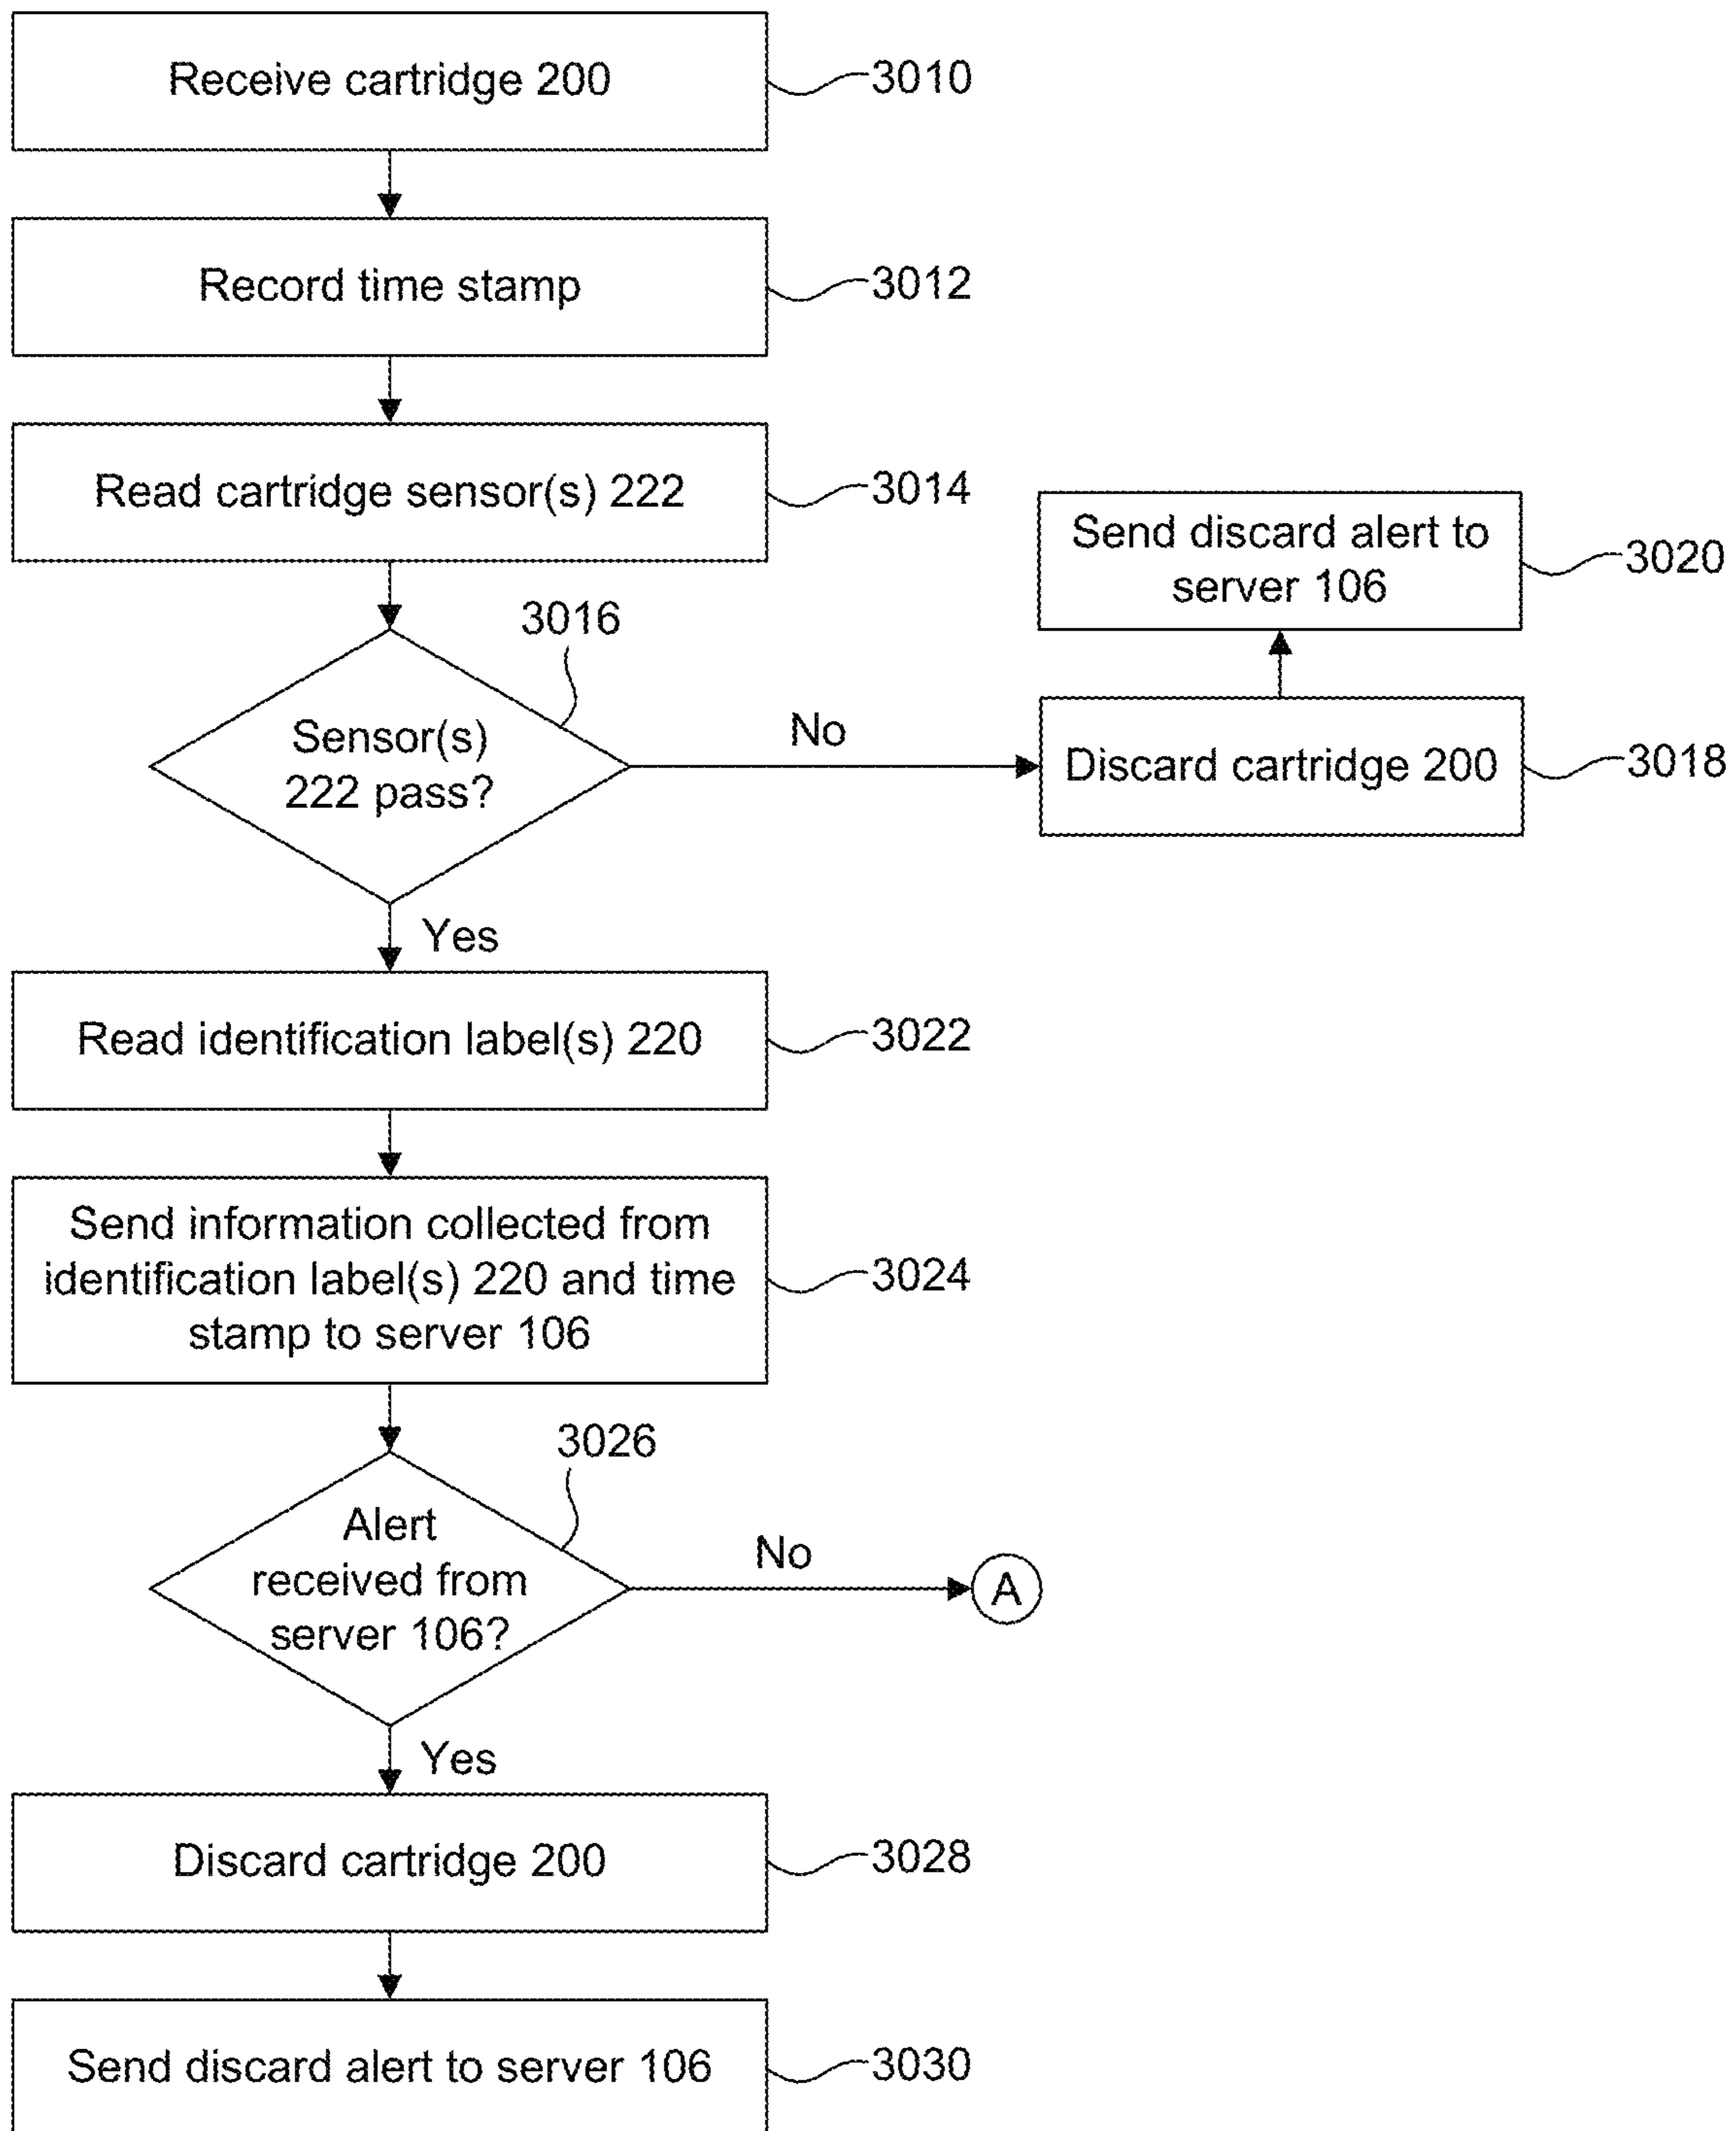 Receive cartridge 200
3010
Record time stamp
3012
Read cartridge sensor(s) 222
3014
Send discard alert to
server 106
3020
3016
Sensor(s)
222 pass?
No
Discard cartridge 200
3018
Yes
Read identification label(s) 220
3022
Send information collected from
identification label(s) 220 and time
stamp to server 106
3024
3026
Alert
received from
server 106?
No
A
Yes
Discard cartridge 200
3028
Send discard alert to server 106
3030